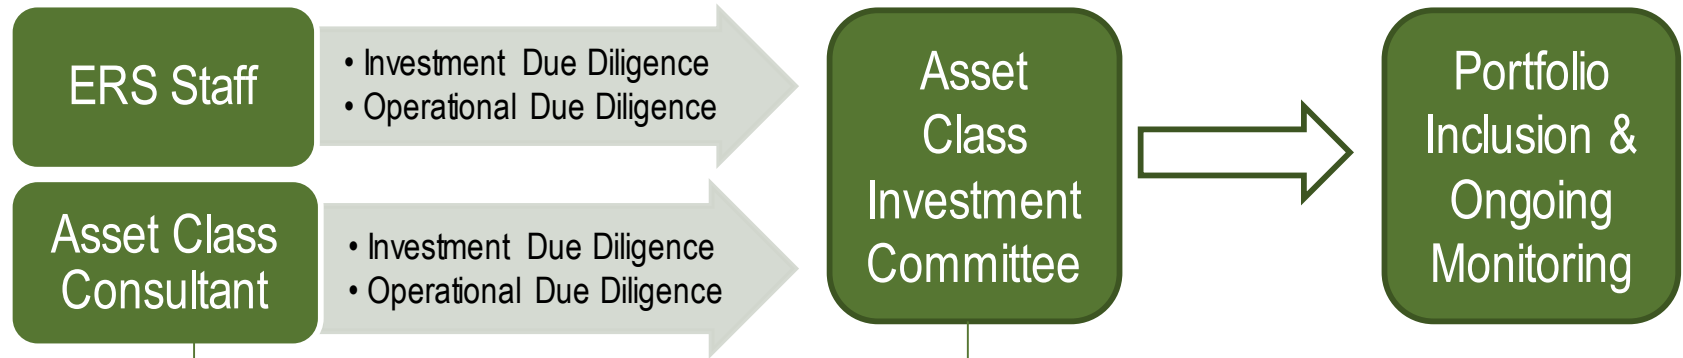 ERS Staff
• Investment Due Diligence
• Operational Due Diligence
Asset Class
Consultant
• Investment Due Diligence
• Operational Due Diligence
Asset
Class
Investment
Committee
Portfolio
Inclusion &
Ongoing
Monitoring